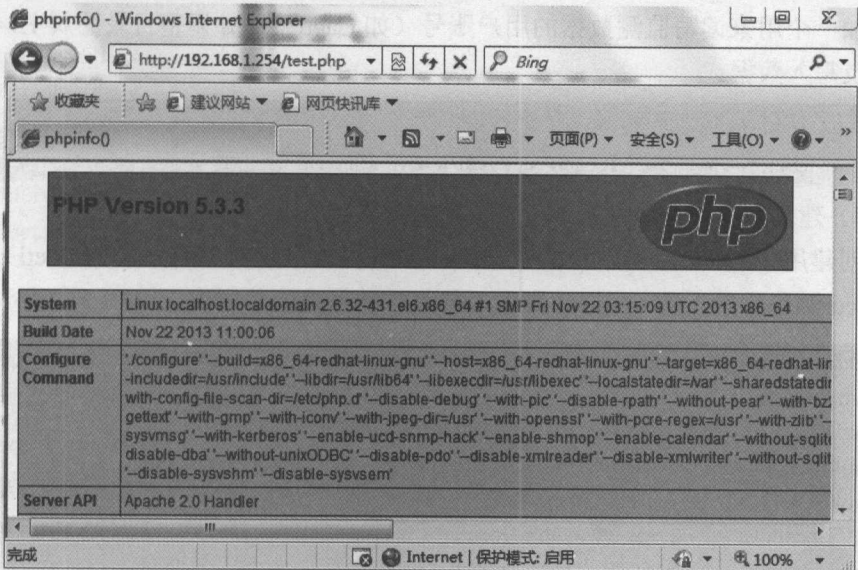 phpinfo() - Windows Internet Explorer
http://192.168.1.254/test.php
Bing
收藏夹 建议网站 网页快讯库
phpinfo() 页面(P) 安全(S) 工具(O) »
PHP Version 5.3.3
php
System Linux localhost.localdomain 2.6.32-431.el6.x86_64 #1 SMP Fri Nov 22 03:15:09 UTC 2013 x86_64
Build Date Nov 22 2013 11:00:06
Configure Command './configure' '--build=x86_64-redhat-linux-gnu' '--host=x86_64-redhat-linux-gnu' '--target=x86_64-redhat-lin
-includedir=/usr/include' '--libdir=/usr/lib64' '--libexecdir=/usr/libexec' '--localstatedir=/var' '--sharedstatedir
with-config-file-scan-dir=/etc/php.d' '--disable-debug' '--with-pic' '--disable-rpath' '--without-pear' '--with-bz2
gettext' '--with-gmp' '--with-iconv' '--with-jpeg-dir=/usr' '--with-openssl' '--with-pcre-regex=/usr' '--with-zlib' '--
sysvmsg' '--with-kerberos' '--enable-ucd-snmp-hack' '--enable-shmop' '--enable-calendar' '--without-sqlite
disable-dba' '--without-unixODBC' '--disable-pdo' '--disable-xmlreader' '--disable-xmlwriter' '--without-sqlit
'--disable-sysvshm' '--disable-sysvsem'
Server API Apache 2.0 Handler
完成 Internet | 保护模式: 启用 100%